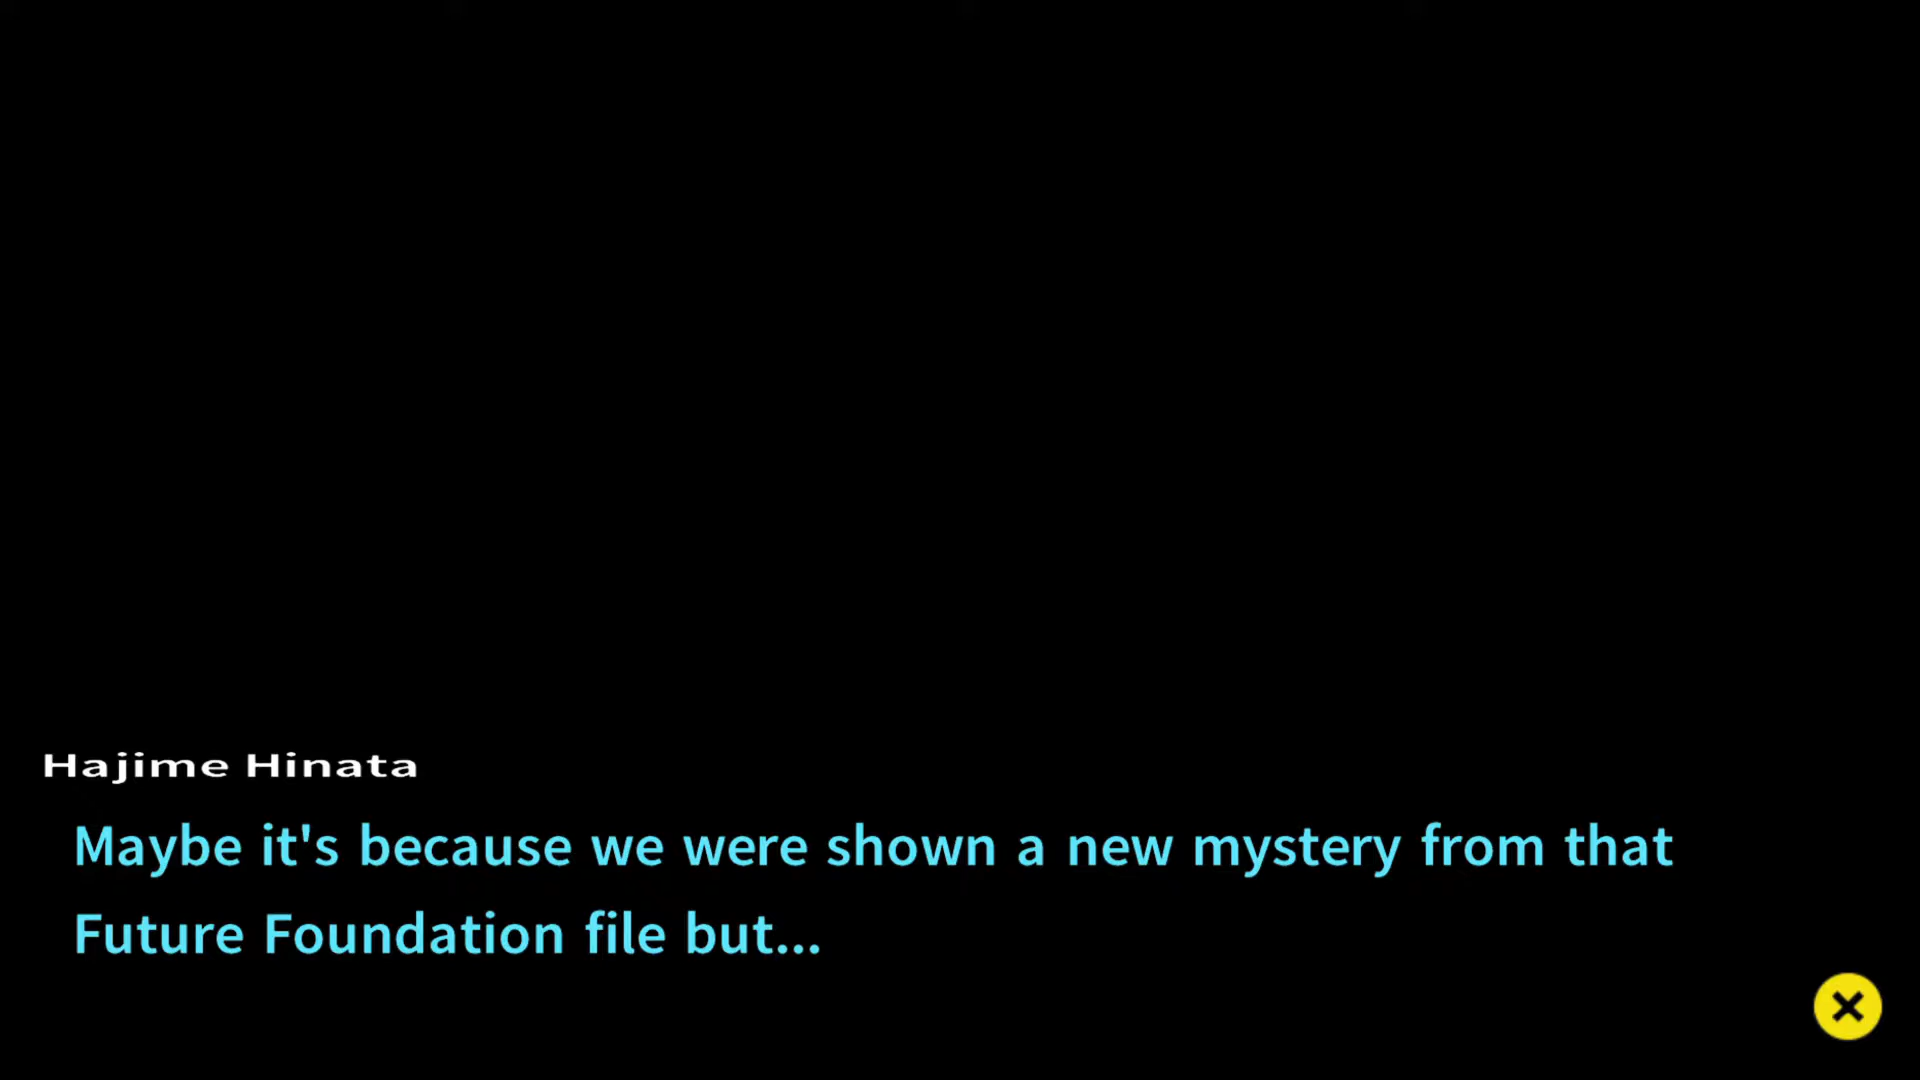 Hajime Hinata
Maybe it's because we were shown a new mystery from that
Future Foundation file but...